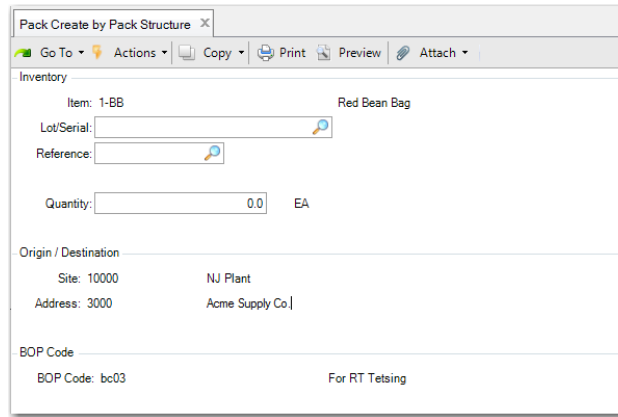 Pack Create by Pack Structure
Go To Actions Copy Print Preview Attach
Inventory
Item: 1-BB Red Bean Bag
Lot/Serial:
Reference:
Quantity: 0.0 EA
Origin / Destination
Site: 10000 NJ Plant
Address: 3000 Acme Supply Co.
BOP Code
BOP Code: bc03 For RT Tetsing